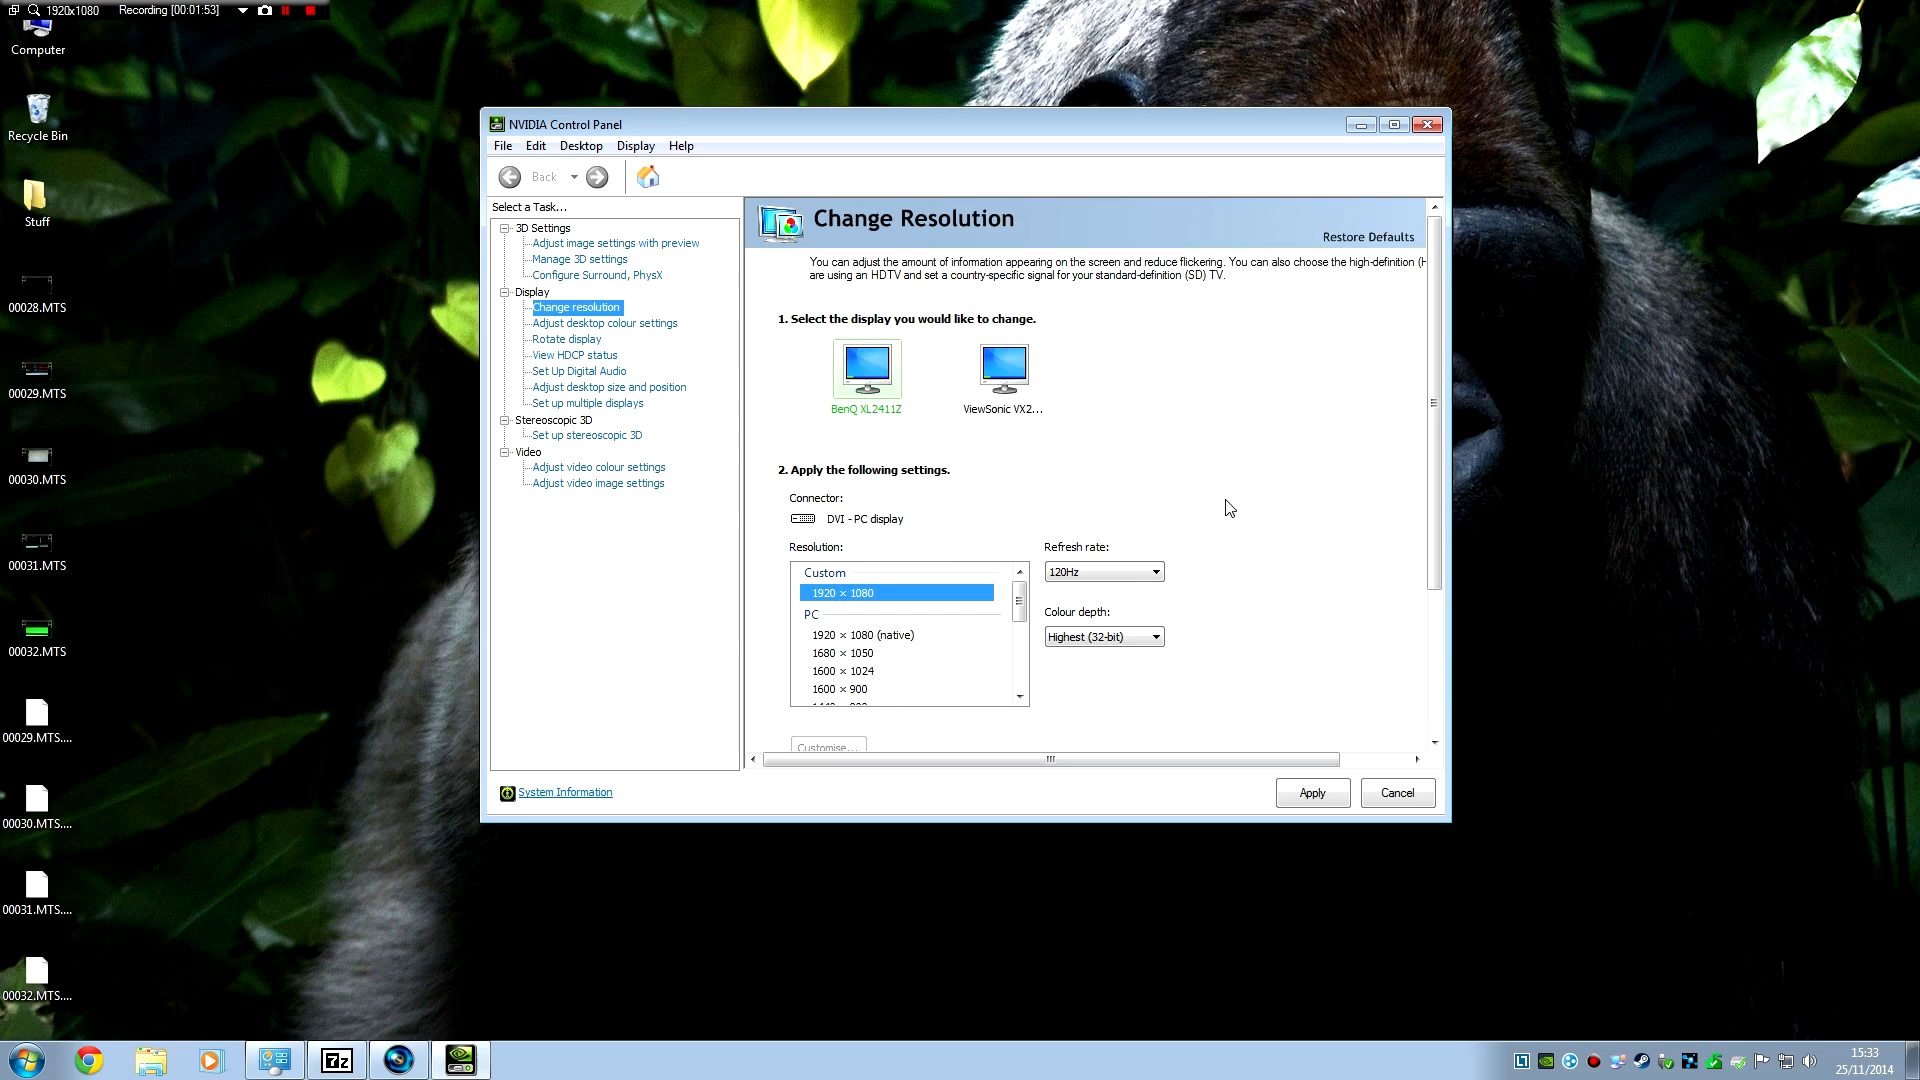 1920x1080 Recording [00:01:53]
Computer
Recycle Bin
Stuff
00028.MTS
00029.MTS
00030.MTS
00031.MTS
00032.MTS
00029.MTS....
00030.MTS....
00031.MTS....
00032.MTS....
NVIDIA Control Panel
File Edit Desktop Display Help
Back
Select a Task...
3D Settings
Adjust image settings with preview
Manage 3D settings
Configure Surround, PhysX
Display
Change resolution
Adjust desktop colour settings
Rotate display
View HDCP status
Set Up Digital Audio
Adjust desktop size and position
Set up multiple displays
Stereoscopic 3D
Set up stereoscopic 3D
Video
Adjust video colour settings
Adjust video image settings
System Information
Change Resolution
Restore Defaults
You can adjust the amount of information appearing on the screen and reduce flickering. You can also choose the high-definition (H
are using an HDTV and set a country-specific signal for your standard-definition (SD) TV.
1. Select the display you would like to change.
BenQ XL2411Z
ViewSonic VX2...
2. Apply the following settings.
Connector:
DVI - PC display
Resolution:
Custom
1920 × 1080
PC
1920 × 1080 (native)
1680 × 1050
1600 × 1024
1600 × 900
Refresh rate:
120Hz
Colour depth:
Highest (32-bit)
Customise...
Apply
Cancel
7z
15:33
25/11/2014